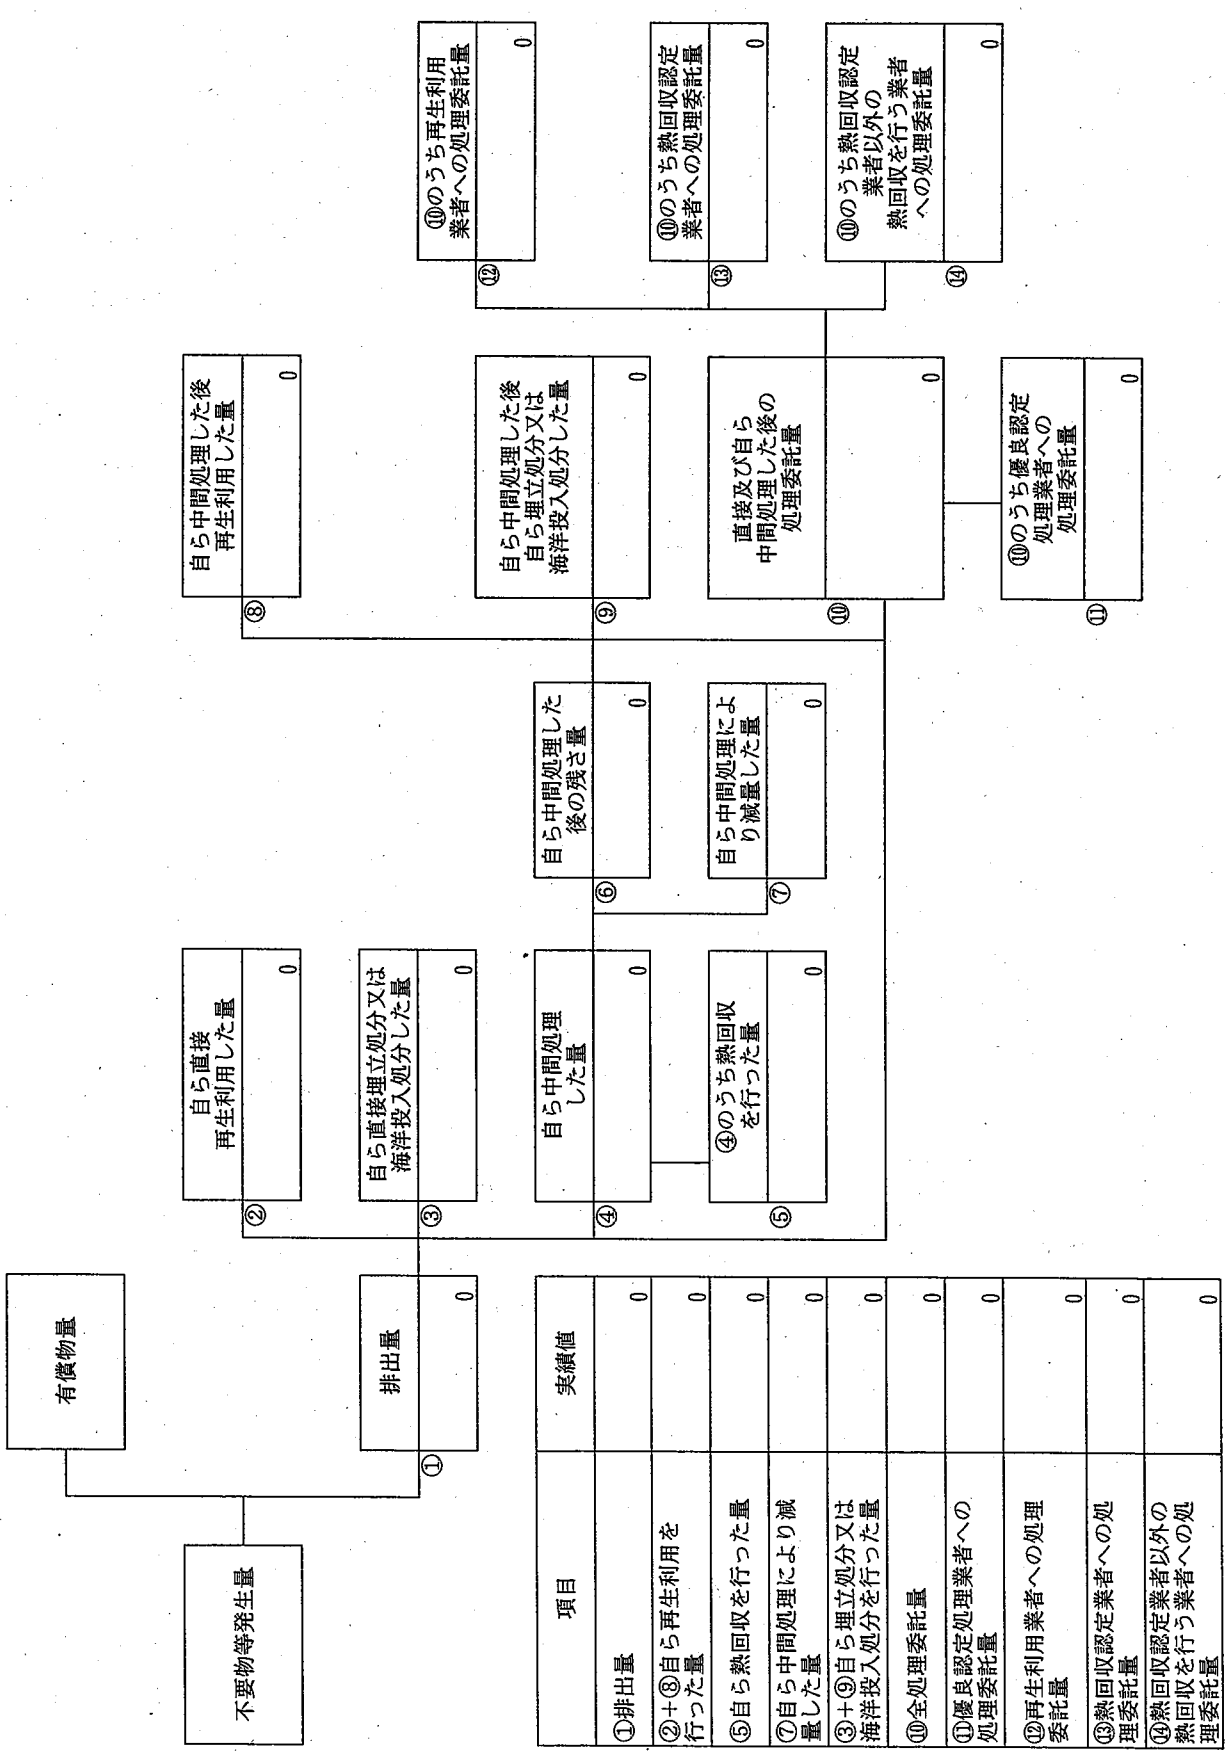 不要物等発生量
有償物量
①
排出量
0
②
自ら直接
再生利用した量
0
③
自ら直接埋立処分又は
海洋投入処分した量
0
④
自ら中間処理
した量
0
⑤
④のうち熱回収
を行った量
0
⑥
自ら中間処理した
後の残さ量
0
⑦
自ら中間処理によ
り減量した量
0
⑧
自ら中間処理した後
再生利用した量
0
⑨
自ら中間処理した後
自ら埋立処分又は
海洋投入処分した量
0
⑩
直接及び自ら
中間処理した後の
処理委託量
0
⑪
⑩のうち優良認定
処理業者への
処理委託量
0
⑫
⑩のうち再生利用
業者への処理委託量
0
⑬
⑩のうち熱回収認定
業者への処理委託量
0
⑭
⑩のうち熱回収認定
業者以外の
熱回収を行う業者
への処理委託量
0
項目
実績値
①排出量
0
②+⑧自ら再生利用を
行った量
0
⑤自ら熱回収を行った量
0
⑦自ら中間処理により減
量した量
0
③+⑨自ら埋立処分又は
海洋投入処分を行った量
0
⑩全処理委託量
0
⑪優良認定処理業者への
処理委託量
0
⑫再生利用業者への処理
委託量
0
⑬熱回収認定業者への処
理委託量
0
⑭熱回収認定業者以外の
熱回収を行う業者への処
理委託量
0